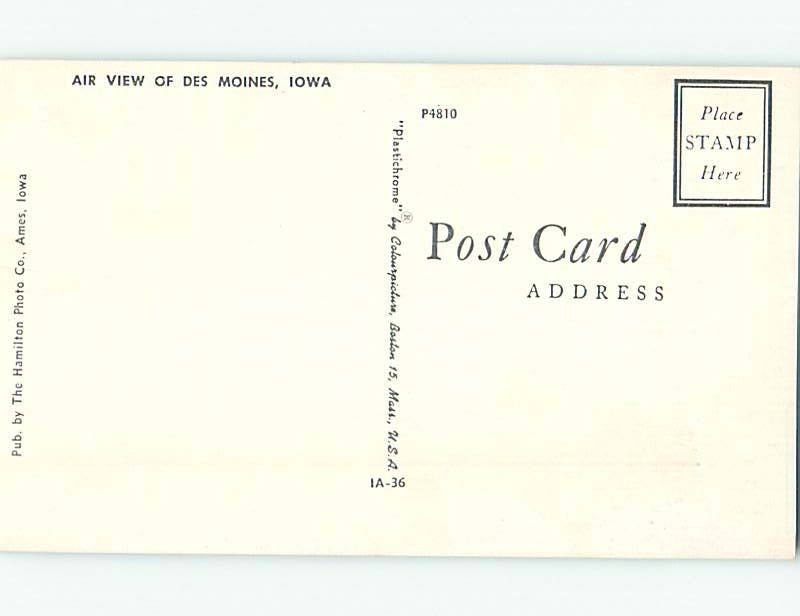 AIR VIEW OF DES MOINES, IOWA
Pub. by The Hamilton Photo Co., Ames, Iowa
"Plastichrome"® by Colourpicture, Boston 15, Mass., U.S.A.
IA-36
P4810
Place
STAMP
Here
Post Card
ADDRESS